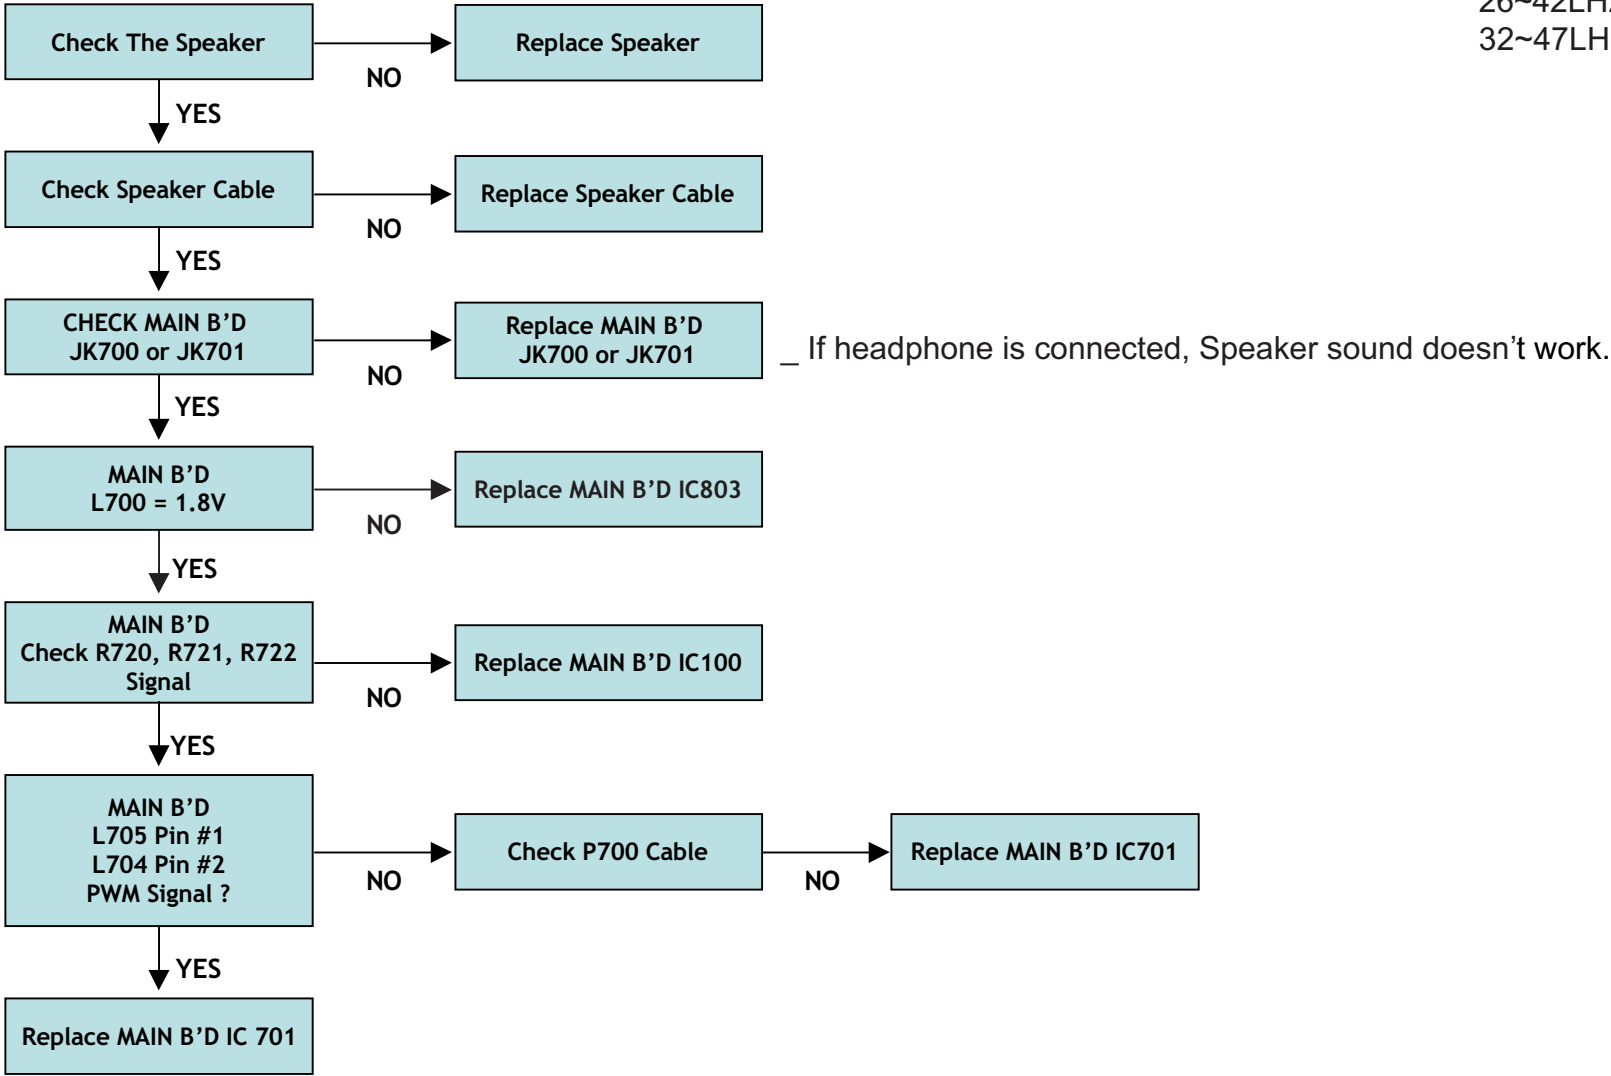 32~47LH
Check The Speaker
NO
Replace Speaker
YES
Check Speaker Cable
NO
Replace Speaker Cable
YES
CHECK MAIN B’D
JK700 or JK701
NO
Replace MAIN B’D
JK700 or JK701
_ If headphone is connected, Speaker sound doesn’t work.
YES
MAIN B’D
L700 = 1.8V
NO
Replace MAIN B’D IC803
YES
MAIN B’D
Check R720, R721, R722
Signal
NO
Replace MAIN B’D IC100
YES
MAIN B’D
L705 Pin #1
L704 Pin #2
PWM Signal ?
NO
Check P700 Cable
NO
Replace MAIN B’D IC701
YES
Replace MAIN B’D IC 701